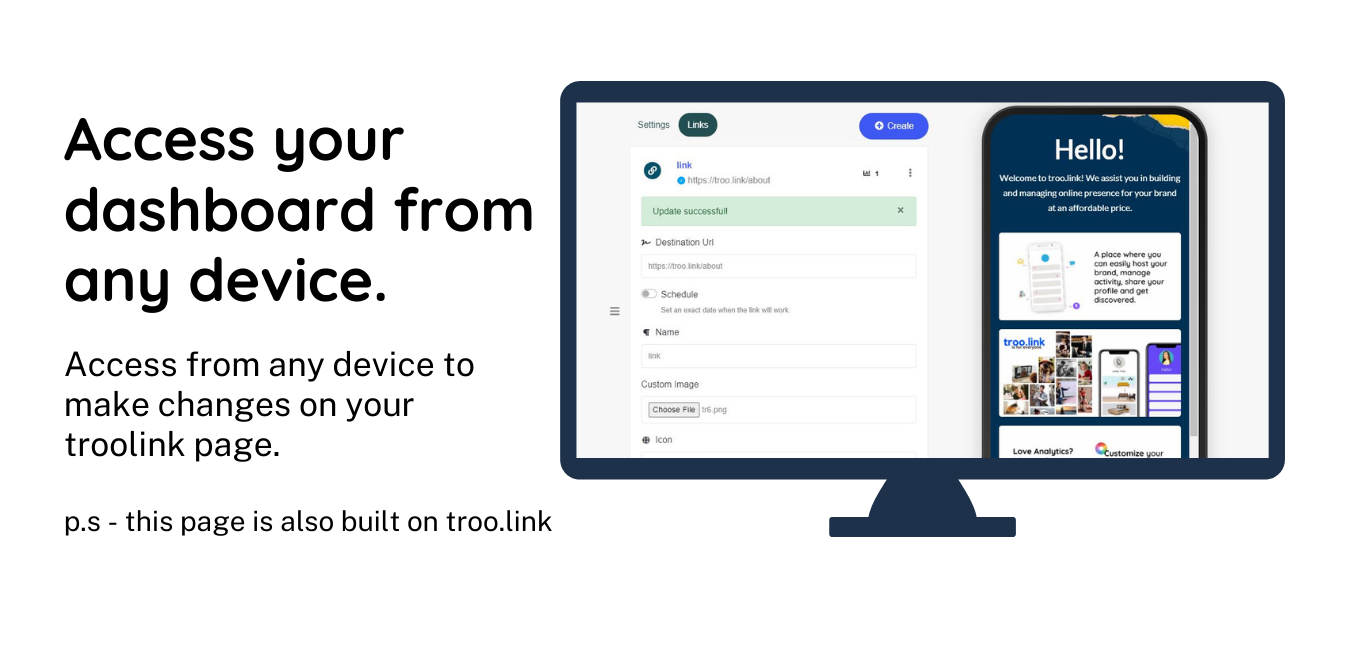 Access your
dashboard from
any device.
Access from any device to
make changes on your
troolink page.
p.s - this page is also built on troo.link
Settings
Links
Create
link
https://troo.link/about
1
Update successful!
×
Destination Url
https://troo.link/about
Schedule
Set an exact date when the link will work.
Name
link
Custom Image
Choose File tr6.png
Icon
Hello!
Welcome to troo.link! We assist you in building
and managing online presence for your brand
at an affordable price.
A place where you
can easily host your
brand, manage
activity, share your
profile and get
discovered.
troo.link
is for everyone
Love Analytics?
Customize your